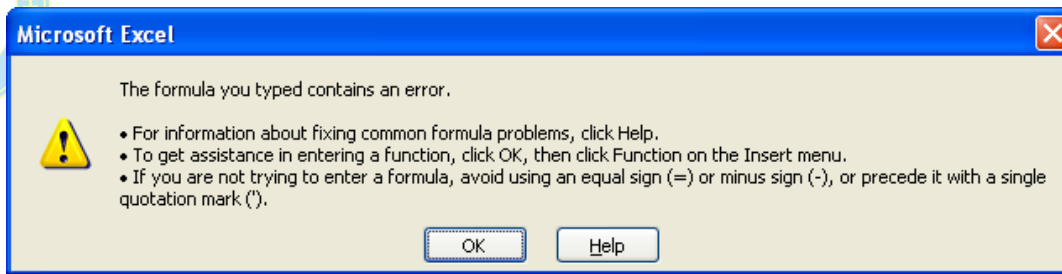 Microsoft Excel
The formula you typed contains an error.
• For information about fixing common formula problems, click Help.
• To get assistance in entering a function, click OK, then click Function on the Insert menu.
• If you are not trying to enter a formula, avoid using an equal sign (=) or minus sign (-), or precede it with a single
quotation mark (').
OK
Help